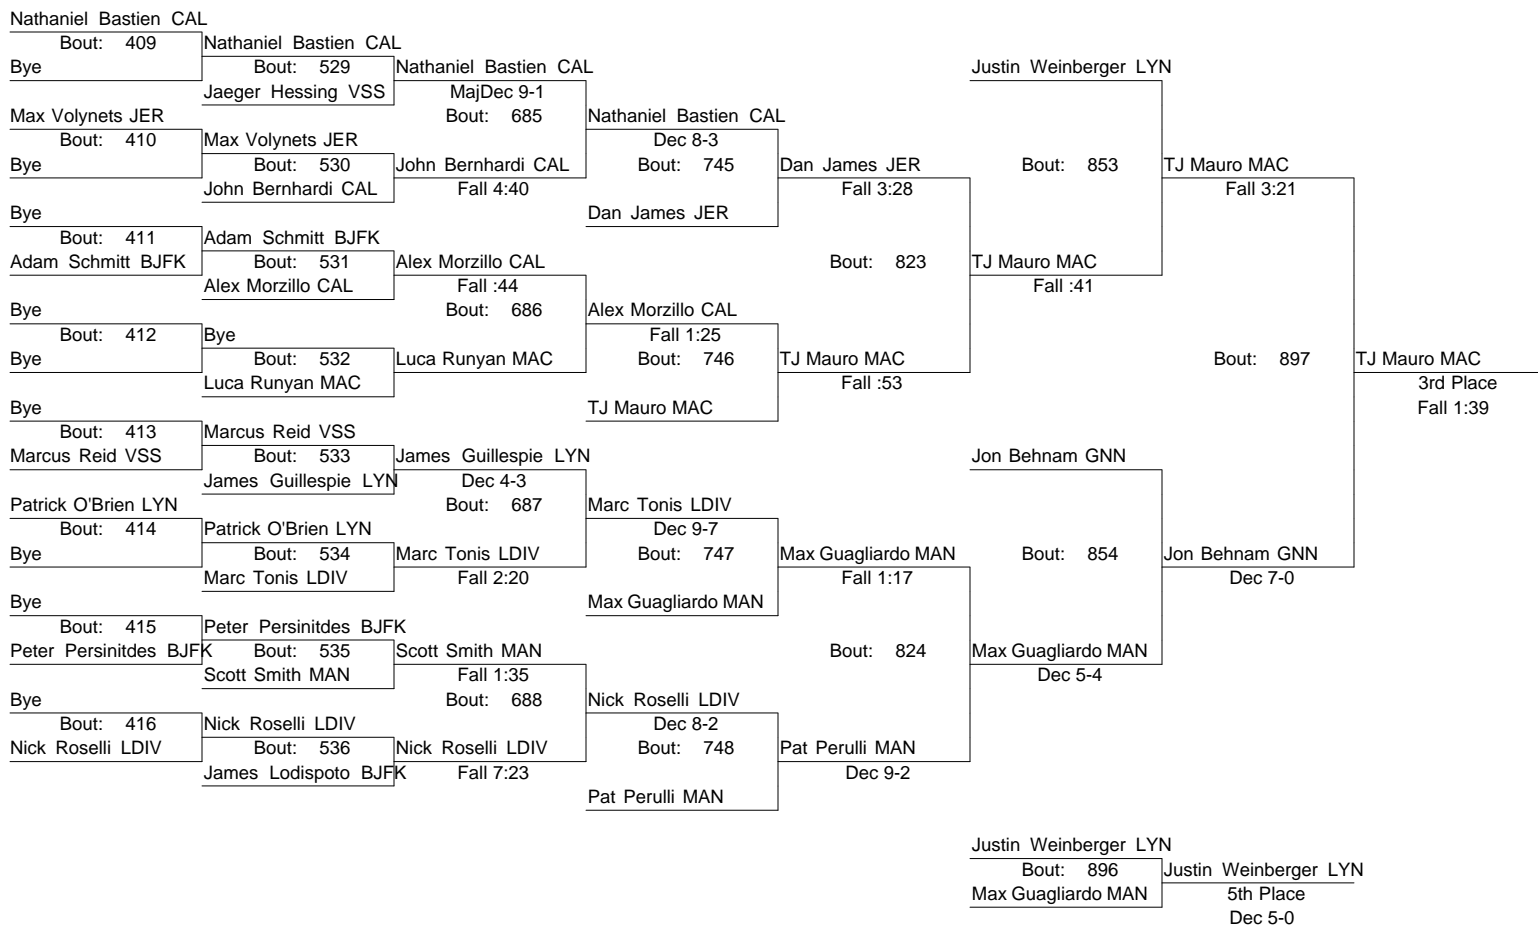 Nathaniel Bastien CAL
Bout: 409 Nathaniel Bastien CAL
Bye Bout: 529 Nathaniel Bastien CAL Justin Weinberger LYN
Jaeger Hessing VSS MajDec 9-1
Max Volynets JER Bout: 685 Nathaniel Bastien CAL
Bout: 410 Max Volynets JER Dec 8-3
Bye Bout: 530 John Bernhardi CAL Bout: 745 Dan James JER Bout: 853 TJ Mauro MAC
John Bernhardi CAL Fall 4:40 Fall 3:28 Fall 3:21
Bye Dan James JER
Bout: 411 Adam Schmitt BJFK
Adam Schmitt BJFK Bout: 531 Alex Morzillo CAL Bout: 823 TJ Mauro MAC
Alex Morzillo CAL Fall :44 Fall :41
Bye Bout: 686 Alex Morzillo CAL
Bout: 412 Bye Fall 1:25
Bye Bout: 532 Luca Runyan MAC Bout: 746 TJ Mauro MAC Bout: 897 TJ Mauro MAC
Luca Runyan MAC Fall :53 3rd Place
Bye TJ Mauro MAC Fall 1:39
Bout: 413 Marcus Reid VSS
Marcus Reid VSS Bout: 533 James Guillespie LYN Jon Behnam GNN
James Guillespie LYN Dec 4-3
Patrick O'Brien LYN Bout: 687 Marc Tonis LDIV
Bout: 414 Patrick O'Brien LYN Dec 9-7
Bye Bout: 534 Marc Tonis LDIV Bout: 747 Max Guagliardo MAN Bout: 854 Jon Behnam GNN
Marc Tonis LDIV Fall 2:20 Fall 1:17 Dec 7-0
Bye Max Guagliardo MAN
Bout: 415 Peter Persinitdes BJFK
Peter Persinitdes BJFK Bout: 535 Scott Smith MAN Bout: 824 Max Guagliardo MAN
Scott Smith MAN Fall 1:35 Dec 5-4
Bye Bout: 688 Nick Roselli LDIV
Bout: 416 Nick Roselli LDIV Dec 8-2
Nick Roselli LDIV Bout: 536 Nick Roselli LDIV Bout: 748 Pat Perulli MAN
James Lodispoto BJFK Fall 7:23 Dec 9-2
Pat Perulli MAN
Justin Weinberger LYN
Bout: 896 Justin Weinberger LYN
Max Guagliardo MAN 5th Place
Dec 5-0